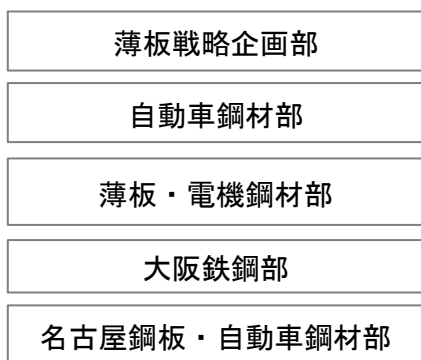 薄板戦略企画部
自動車鋼材部
薄板・電機鋼材部
大阪鉄鋼部
名古屋鋼板・自動車鋼材部